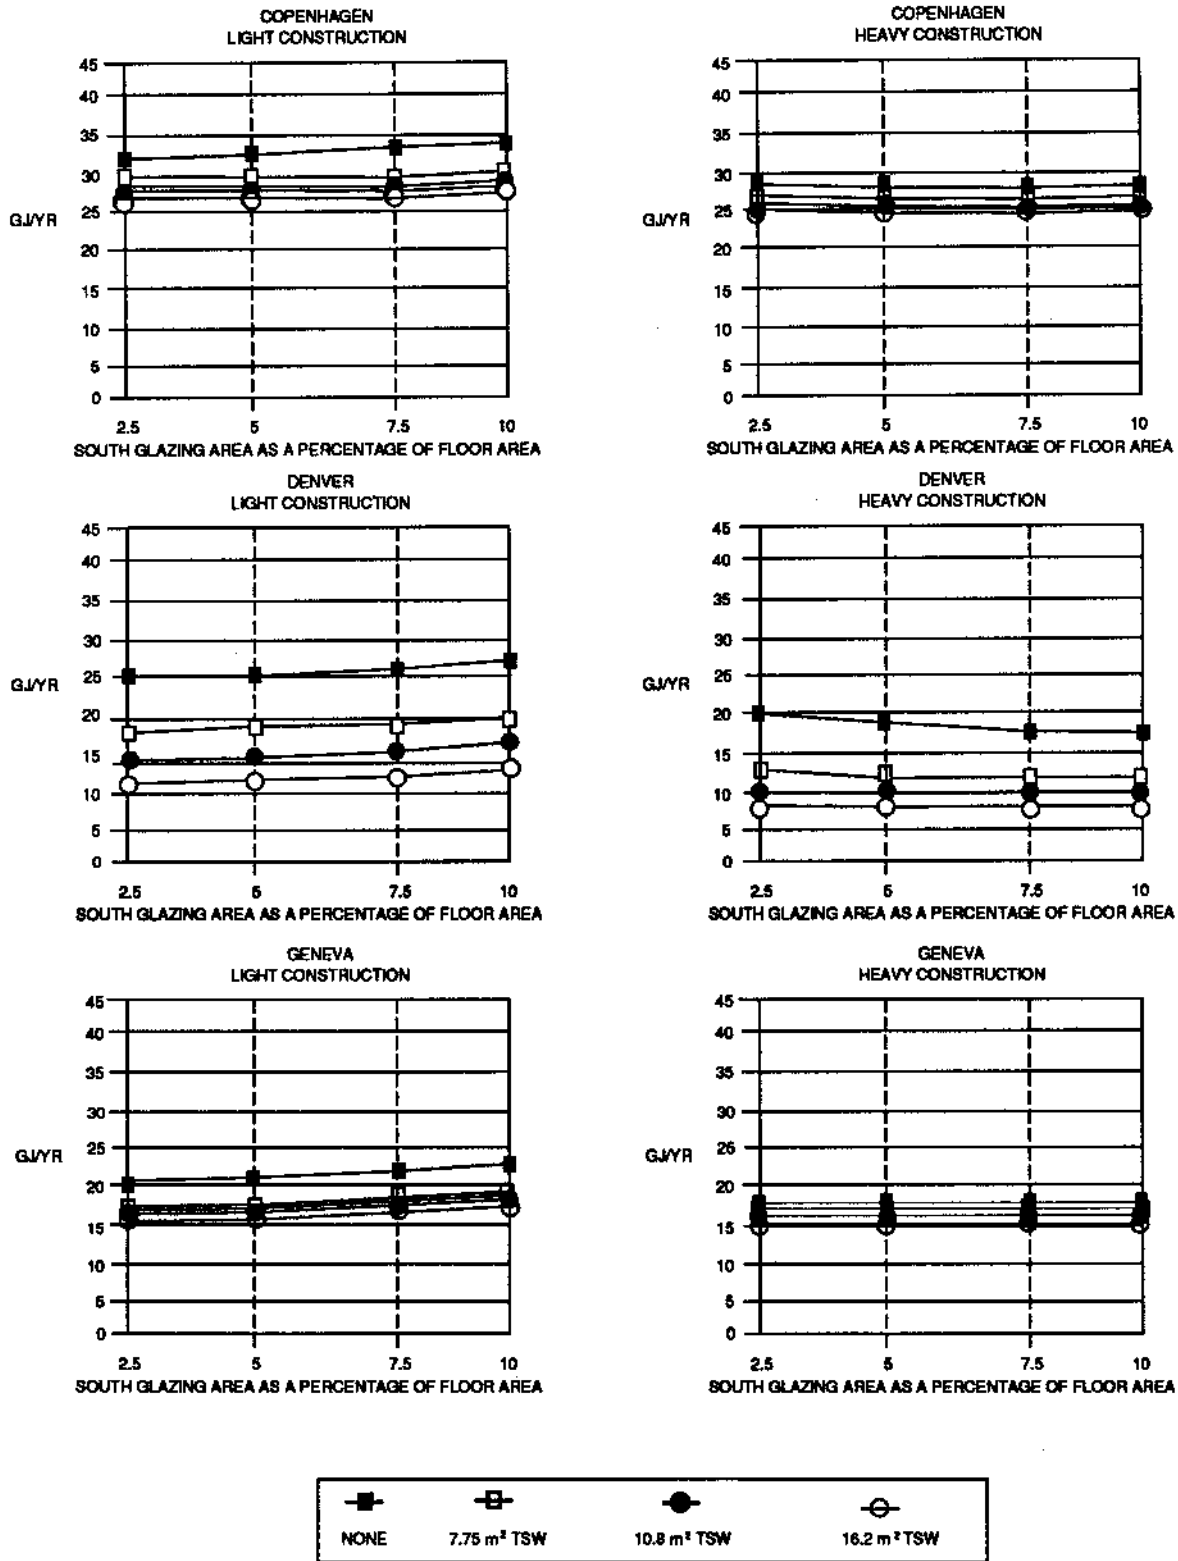 COPENHAGEN
LIGHT CONSTRUCTION
45
40
35
30
25
20
15
10
5
0
GJ/YR
2.5 5 7.5 10
SOUTH GLAZING AREA AS A PERCENTAGE OF FLOOR AREA
COPENHAGEN
HEAVY CONSTRUCTION
45
40
35
30
25
20
15
10
5
0
GJ/YR
2.5 5 7.5 10
SOUTH GLAZING AREA AS A PERCENTAGE OF FLOOR AREA
DENVER
LIGHT CONSTRUCTION
45
40
35
30
25
20
15
10
5
0
GJ/YR
2.5 5 7.5 10
SOUTH GLAZING AREA AS A PERCENTAGE OF FLOOR AREA
DENVER
HEAVY CONSTRUCTION
45
40
35
30
25
20
15
10
5
0
GJ/YR
2.5 5 7.5 10
SOUTH GLAZING AREA AS A PERCENTAGE OF FLOOR AREA
GENEVA
LIGHT CONSTRUCTION
45
40
35
30
25
20
15
10
5
0
GJ/YR
2.5 5 7.5 10
SOUTH GLAZING AREA AS A PERCENTAGE OF FLOOR AREA
GENEVA
HEAVY CONSTRUCTION
45
40
35
30
25
20
15
10
5
0
GJ/YR
2.5 5 7.5 10
SOUTH GLAZING AREA AS A PERCENTAGE OF FLOOR AREA
NONE 7.75 m² TSW 10.8 m² TSW 16.2 m² TSW